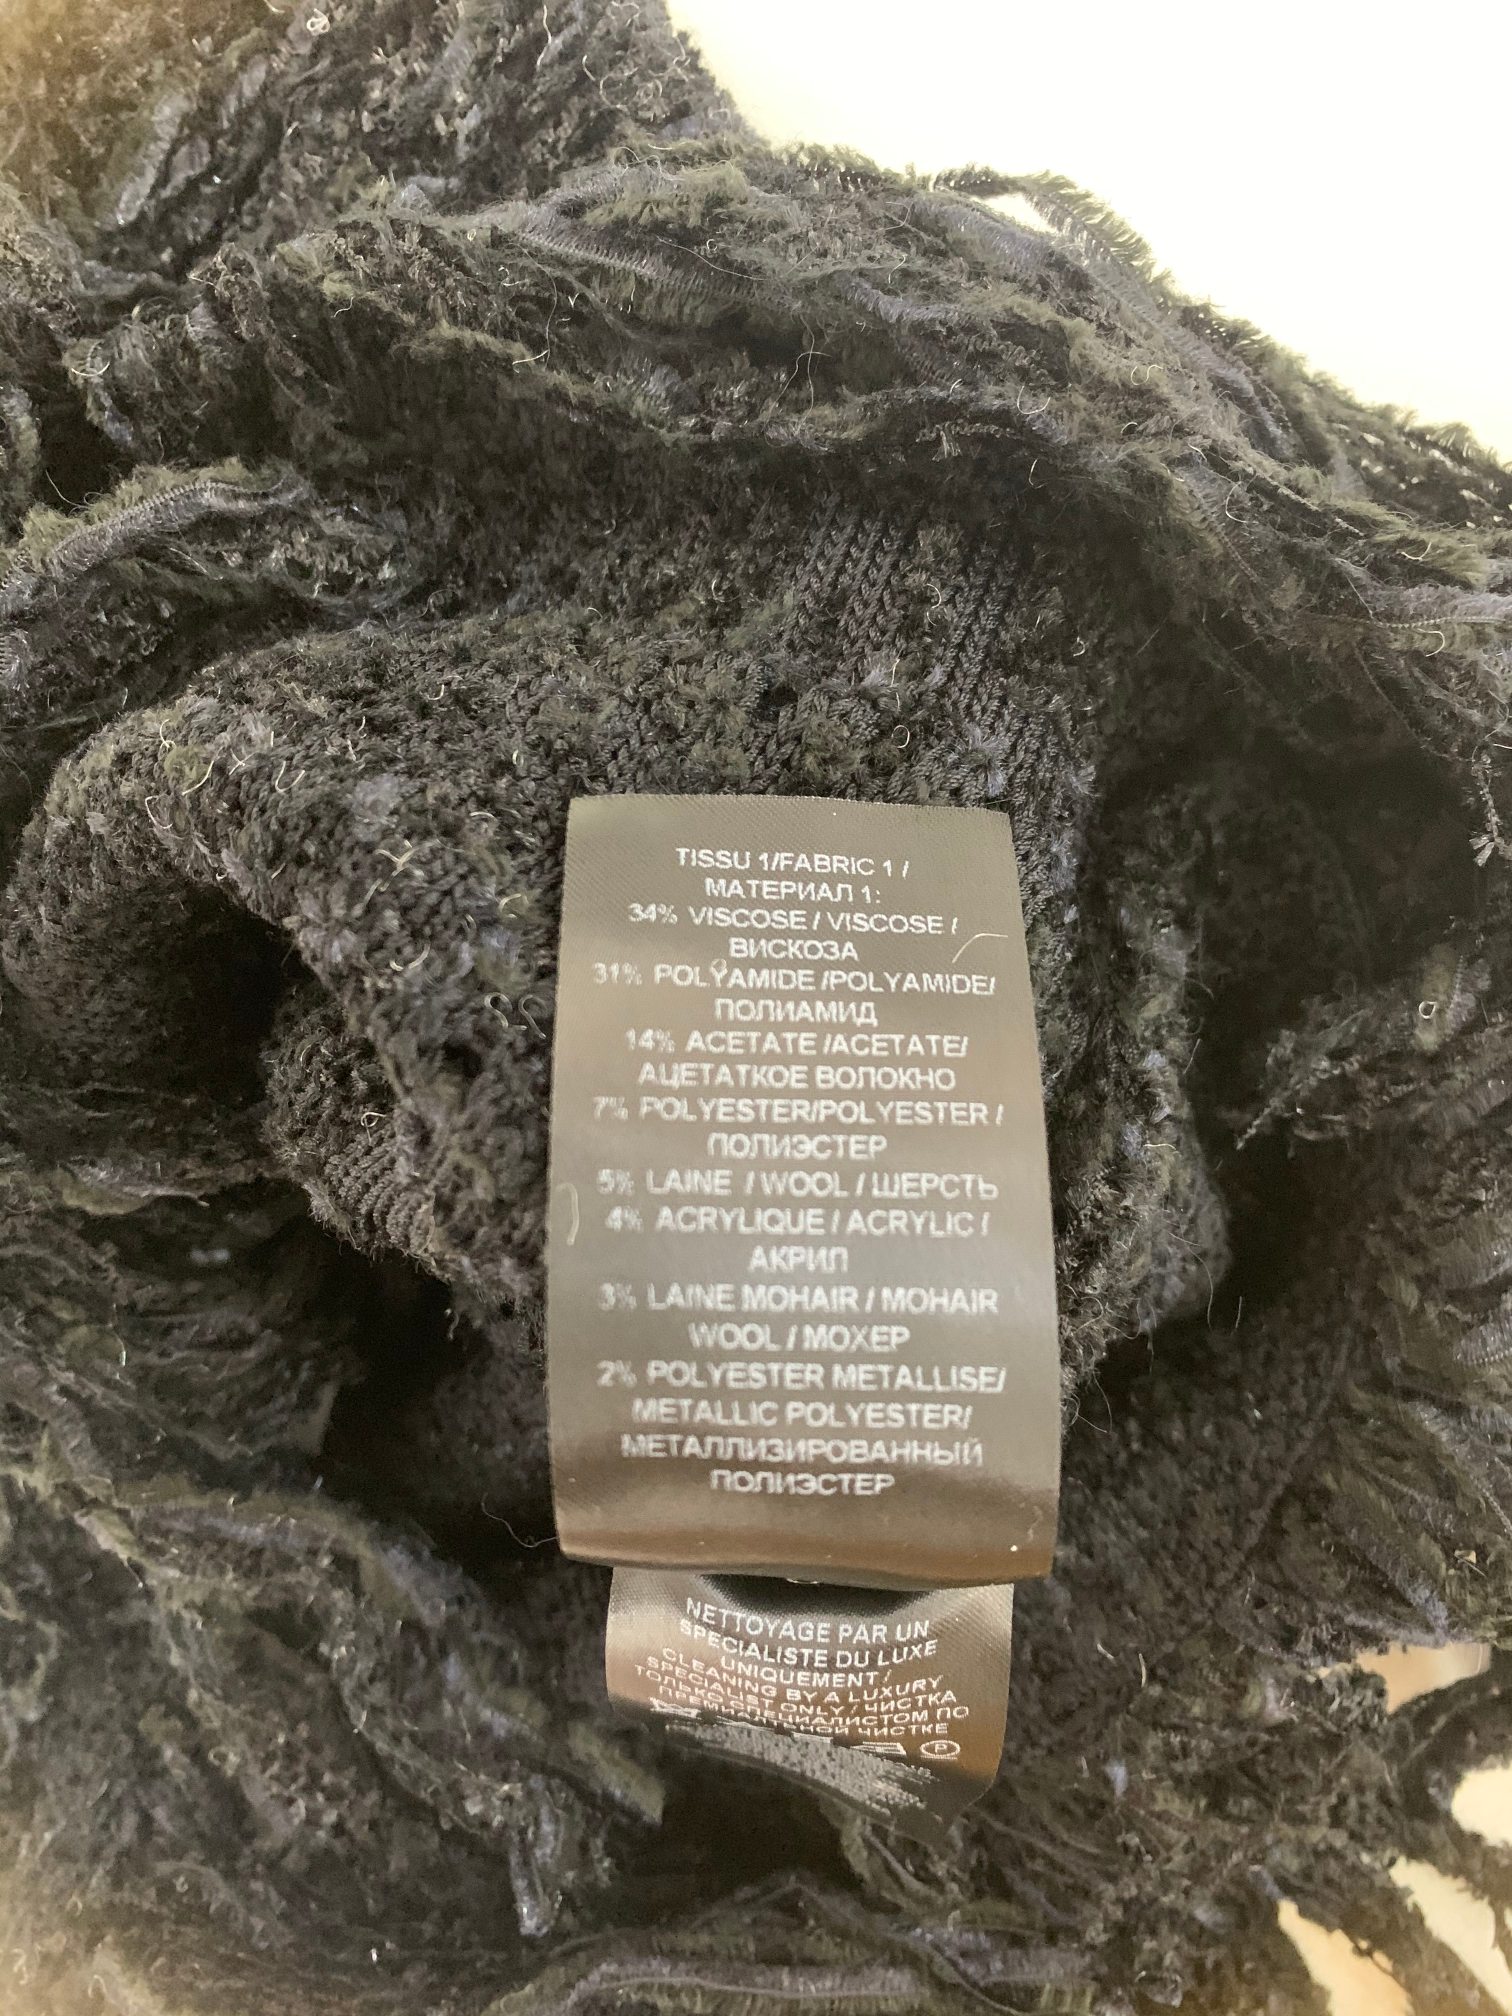 TISSU 1/FABRIC 1 /
МАТЕРИАЛ 1:
34% VISCOSE / VISCOSE /
ВИСКОЗА
31% POLYAMIDE /POLYAMIDE/
ПОЛИАМИД
14% ACETATE /ACETATE/
АЦЕТАТКОЕ ВОЛОКНО
7% POLYESTER/POLYESTER /
ПОЛИЭСТЕР
5% LAINE / WOOL / ШЕРСТЬ
4% ACRYLIQUE / ACRYLIC /
АКРИЛ
3% LAINE MOHAIR / MOHAIR
WOOL / МОХЕР
2% POLYESTER METALLISE/
METALLIC POLYESTER/
МЕТАЛЛИЗИРОВАННЫЙ
ПОЛИЭСТЕР
NETTOYAGE PAR UN
SPECIALISTE DU LUXE
UNIQUEMENT /
CLEANING BY A LUXURY
SPECIALIST ONLY / ЧИСТКА
ТОЛЬКО СПЕЦИАЛИСТОМ ПО
ПРЕМИАЛЬНОЙ ЧИСТКЕ
P